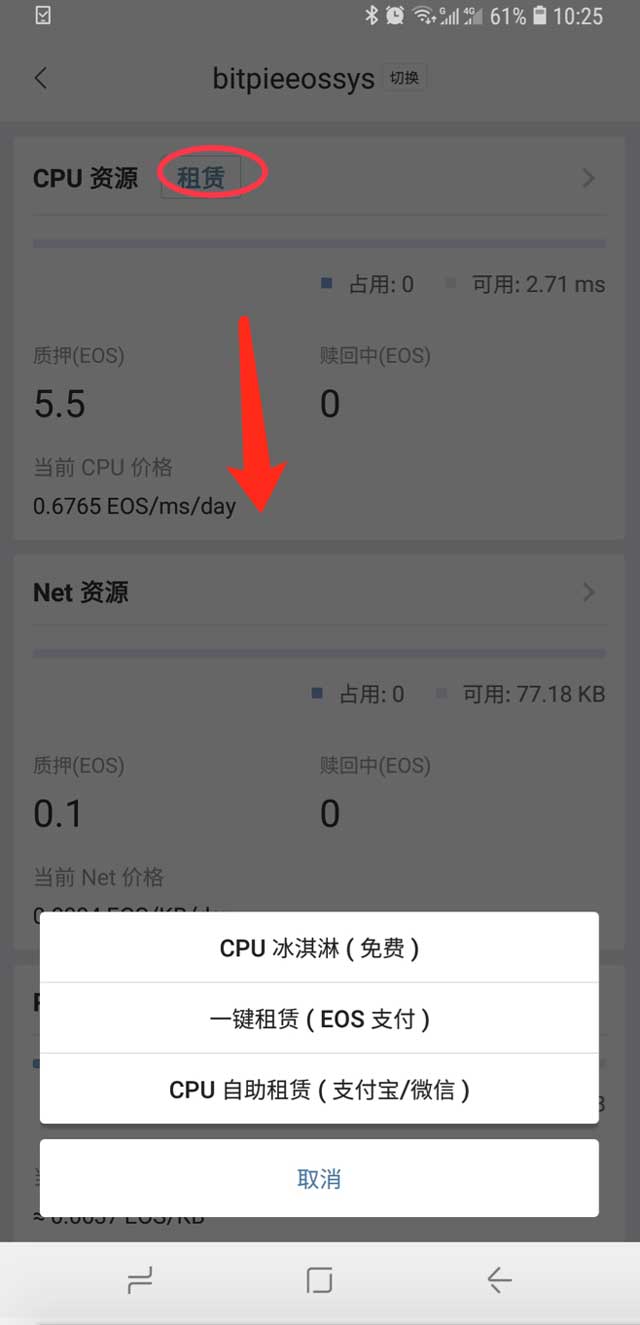 61% 10:25
bitpieeossys 切换
CPU 资源 租赁
占用: 0 可用: 2.71 ms
质押(EOS) 赎回中(EOS)
5.5 0
当前 CPU 价格
0.6765 EOS/ms/day
Net 资源
占用: 0 可用: 77.18 KB
质押(EOS) 赎回中(EOS)
0.1 0
当前 Net 价格
CPU 冰淇淋 ( 免费 )
一键租赁 ( EOS 支付 )
CPU 自助租赁 ( 支付宝/微信 )
取消